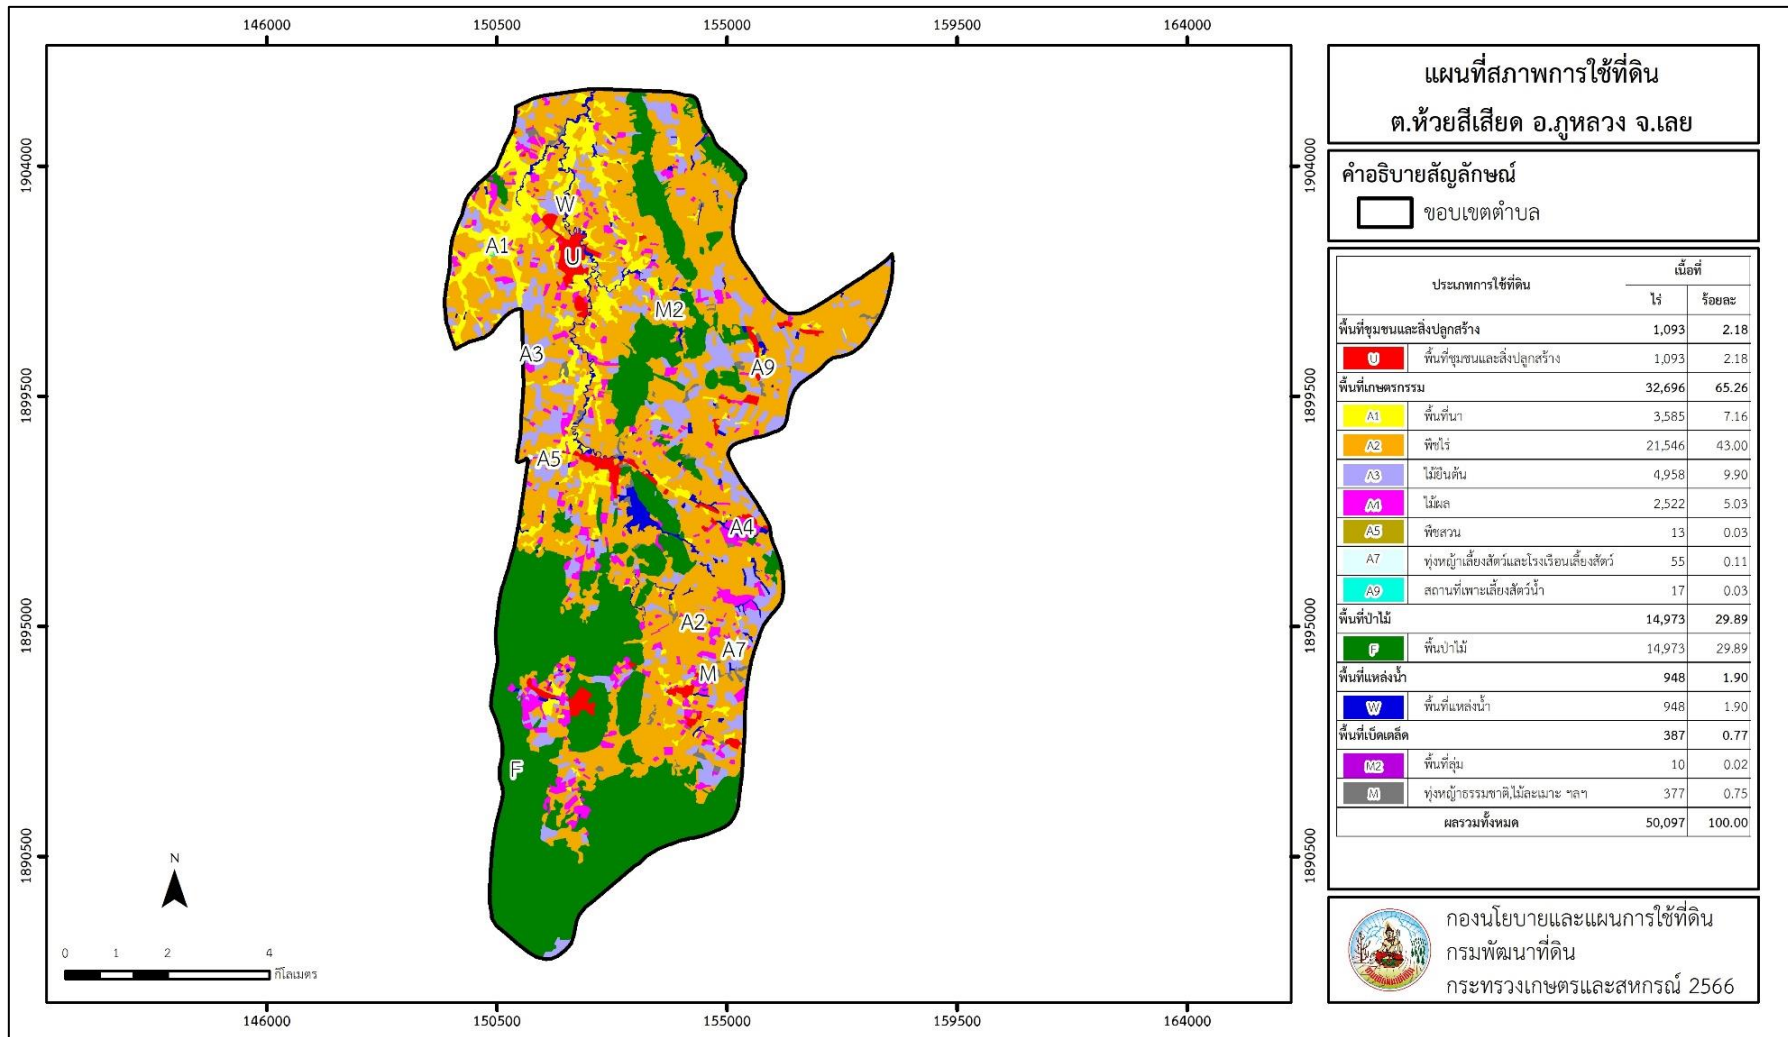 146000 150500 155000 159500 164000
1904000 1904000
1899500 1899500
1895000 1895000
1890500 1890500
A1
W
U
M2
A3
A9
A5
A4
A2
A7
M
F
N
0 1 2 4
กิโลเมตร
146000 150500 155000 159500 164000
แผนที่สภาพการใช้ที่ดิน
ต.ห้วยสีเสียด อ.ภูหลวง จ.เลย
คำอธิบายสัญลักษณ์
ขอบเขตตำบล
ประเภทการใช้ที่ดิน เนื้อที่
ไร่ ร้อยละ
พื้นที่ชุมชนและสิ่งปลูกสร้าง 1,093 2.18
U พื้นที่ชุมชนและสิ่งปลูกสร้าง 1,093 2.18
พื้นที่เกษตรกรรม 32,696 65.26
A1 พื้นที่นา 3,585 7.16
A2 พืชไร่ 21,546 43.00
A3 ไม้ยืนต้น 4,958 9.90
A4 ไม้ผล 2,522 5.03
A5 พืชสวน 13 0.03
A7 ทุ่งหญ้าเลี้ยงสัตว์และโรงเรือนเลี้ยงสัตว์ 55 0.11
A9 สถานที่เพาะเลี้ยงสัตว์น้ำ 17 0.03
พื้นที่ป่าไม้ 14,973 29.89
F พื้นป่าไม้ 14,973 29.89
พื้นที่แหล่งน้ำ 948 1.90
W พื้นที่แหล่งน้ำ 948 1.90
พื้นที่เบ็ดเตล็ด 387 0.77
M2 พื้นที่ลุ่ม 10 0.02
M ทุ่งหญ้าธรรมชาติ,ไม้ละเมาะ ฯลฯ 377 0.75
ผลรวมทั้งหมด 50,097 100.00
กองนโยบายและแผนการใช้ที่ดิน
กรมพัฒนาที่ดิน
กระทรวงเกษตรและสหกรณ์ 2566